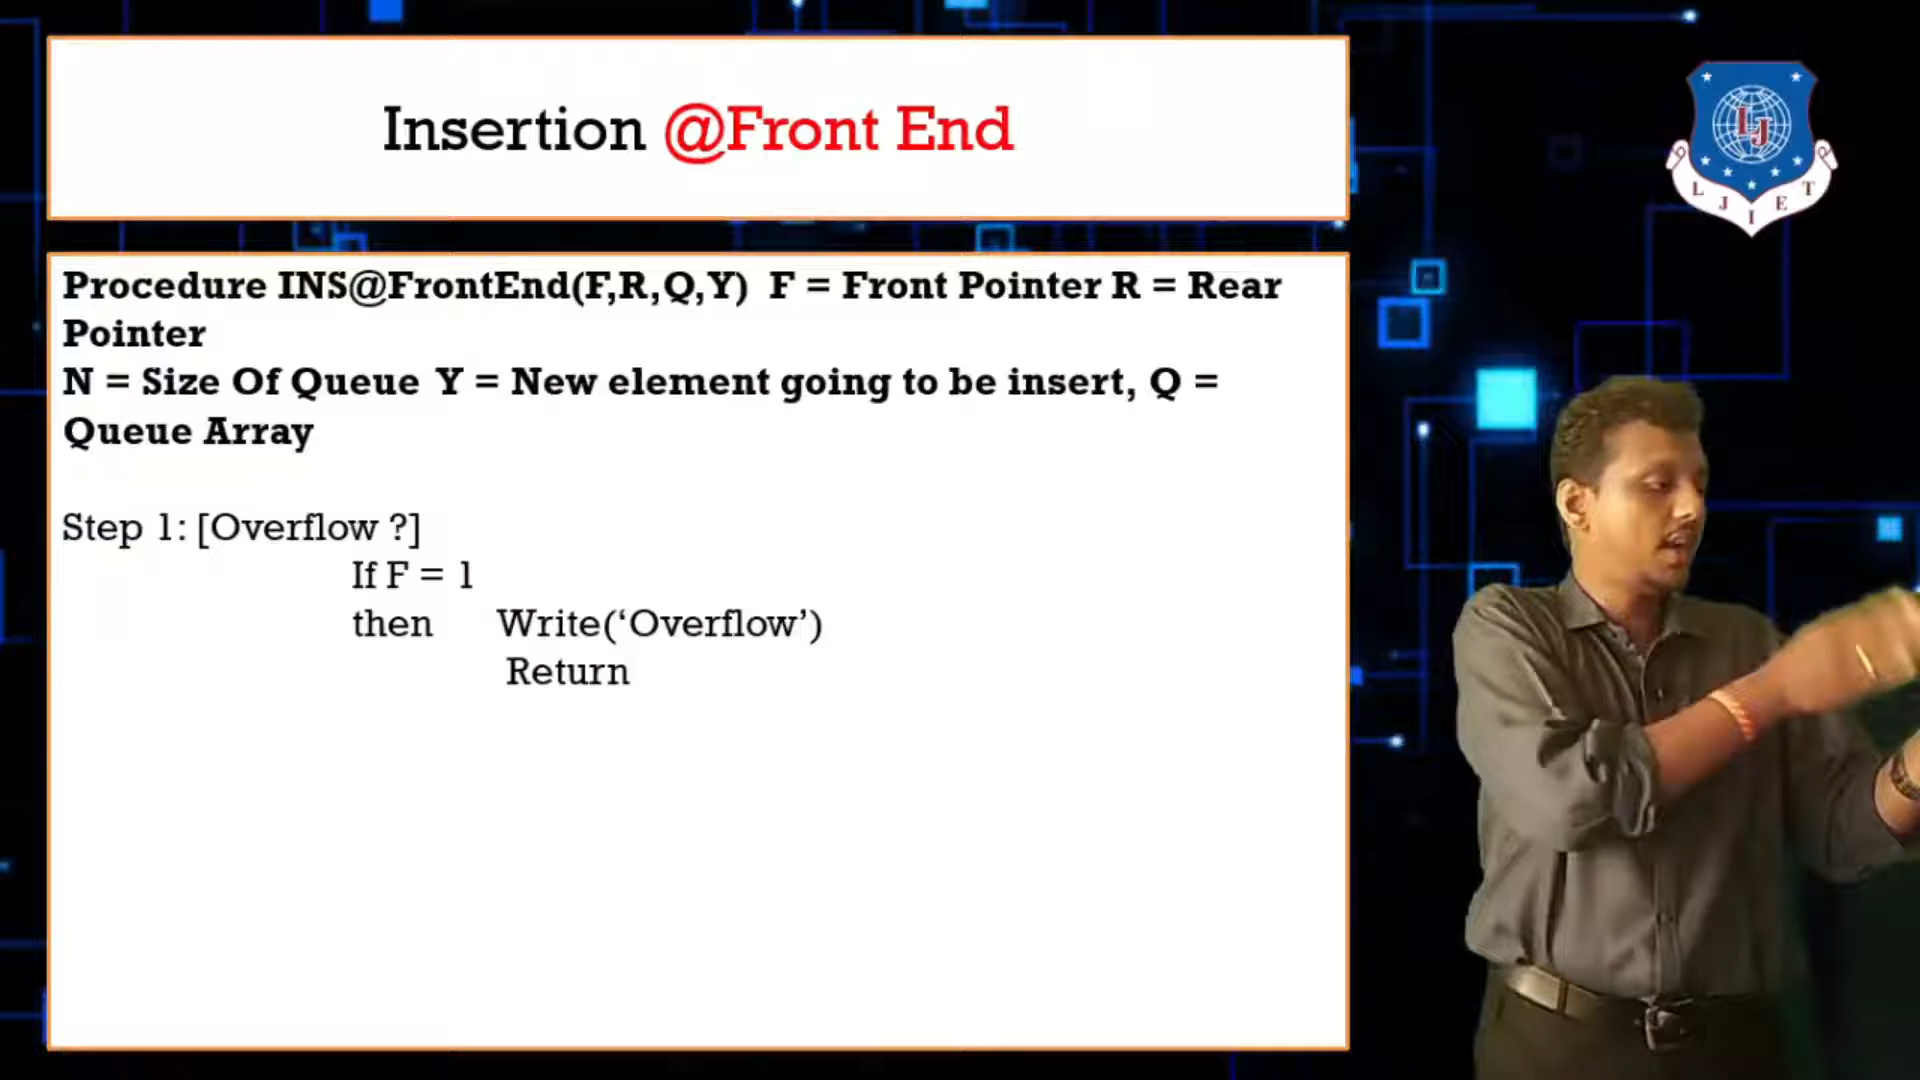 Insertion @Front End
Procedure INS@FrontEnd(F,R,Q,Y) F = Front Pointer R = Rear
Pointer
N = Size Of Queue Y = New element going to be insert, Q =
Queue Array
Step 1: [Overflow ?]
If F = 1
then Write(‘Overflow’)
Return
LJ
L J I E T